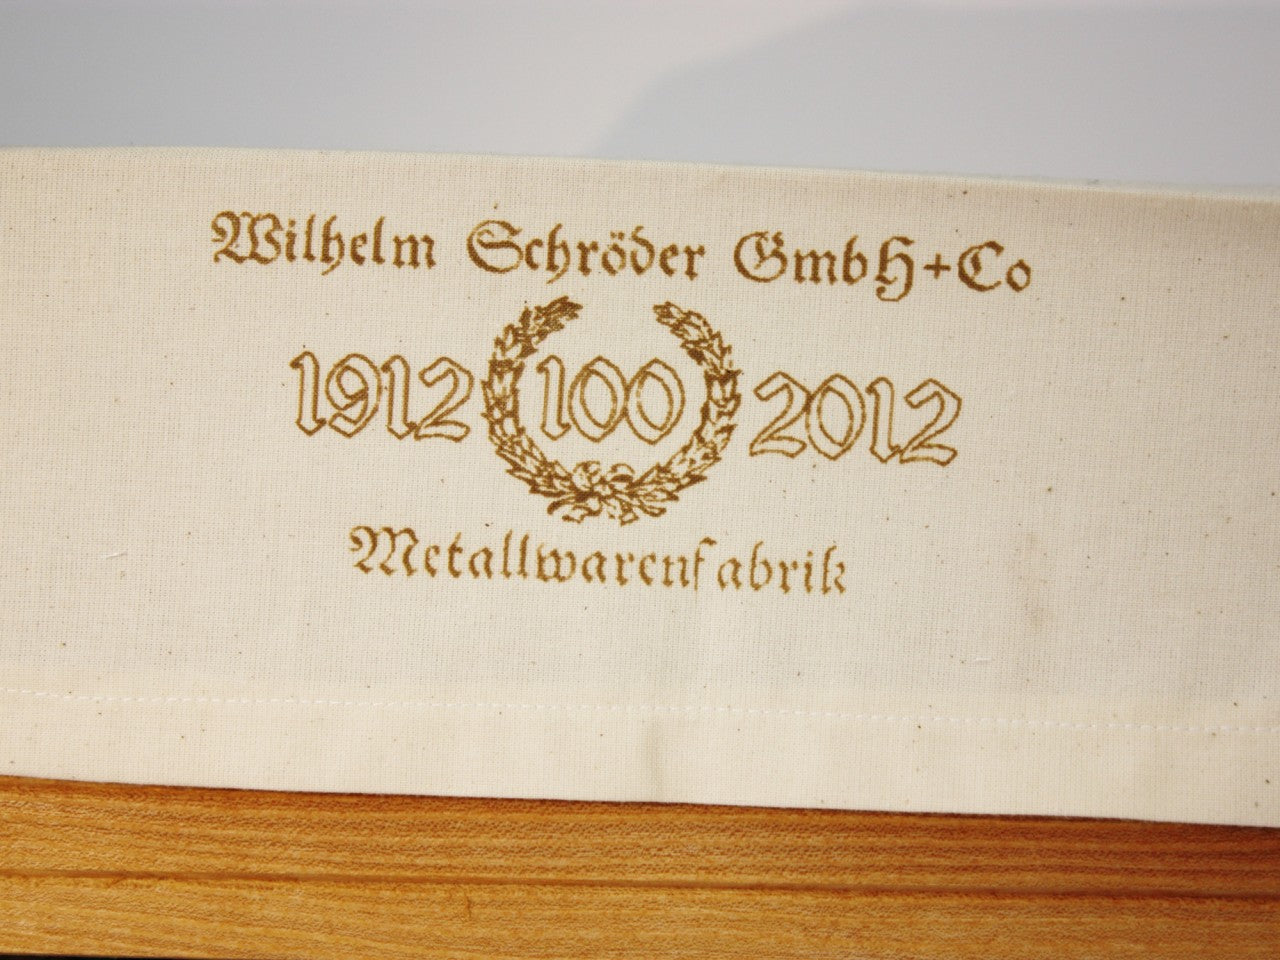 Wilhelm Schröder GmbH+Co
1912 100 2012
Metallwarenfabrik